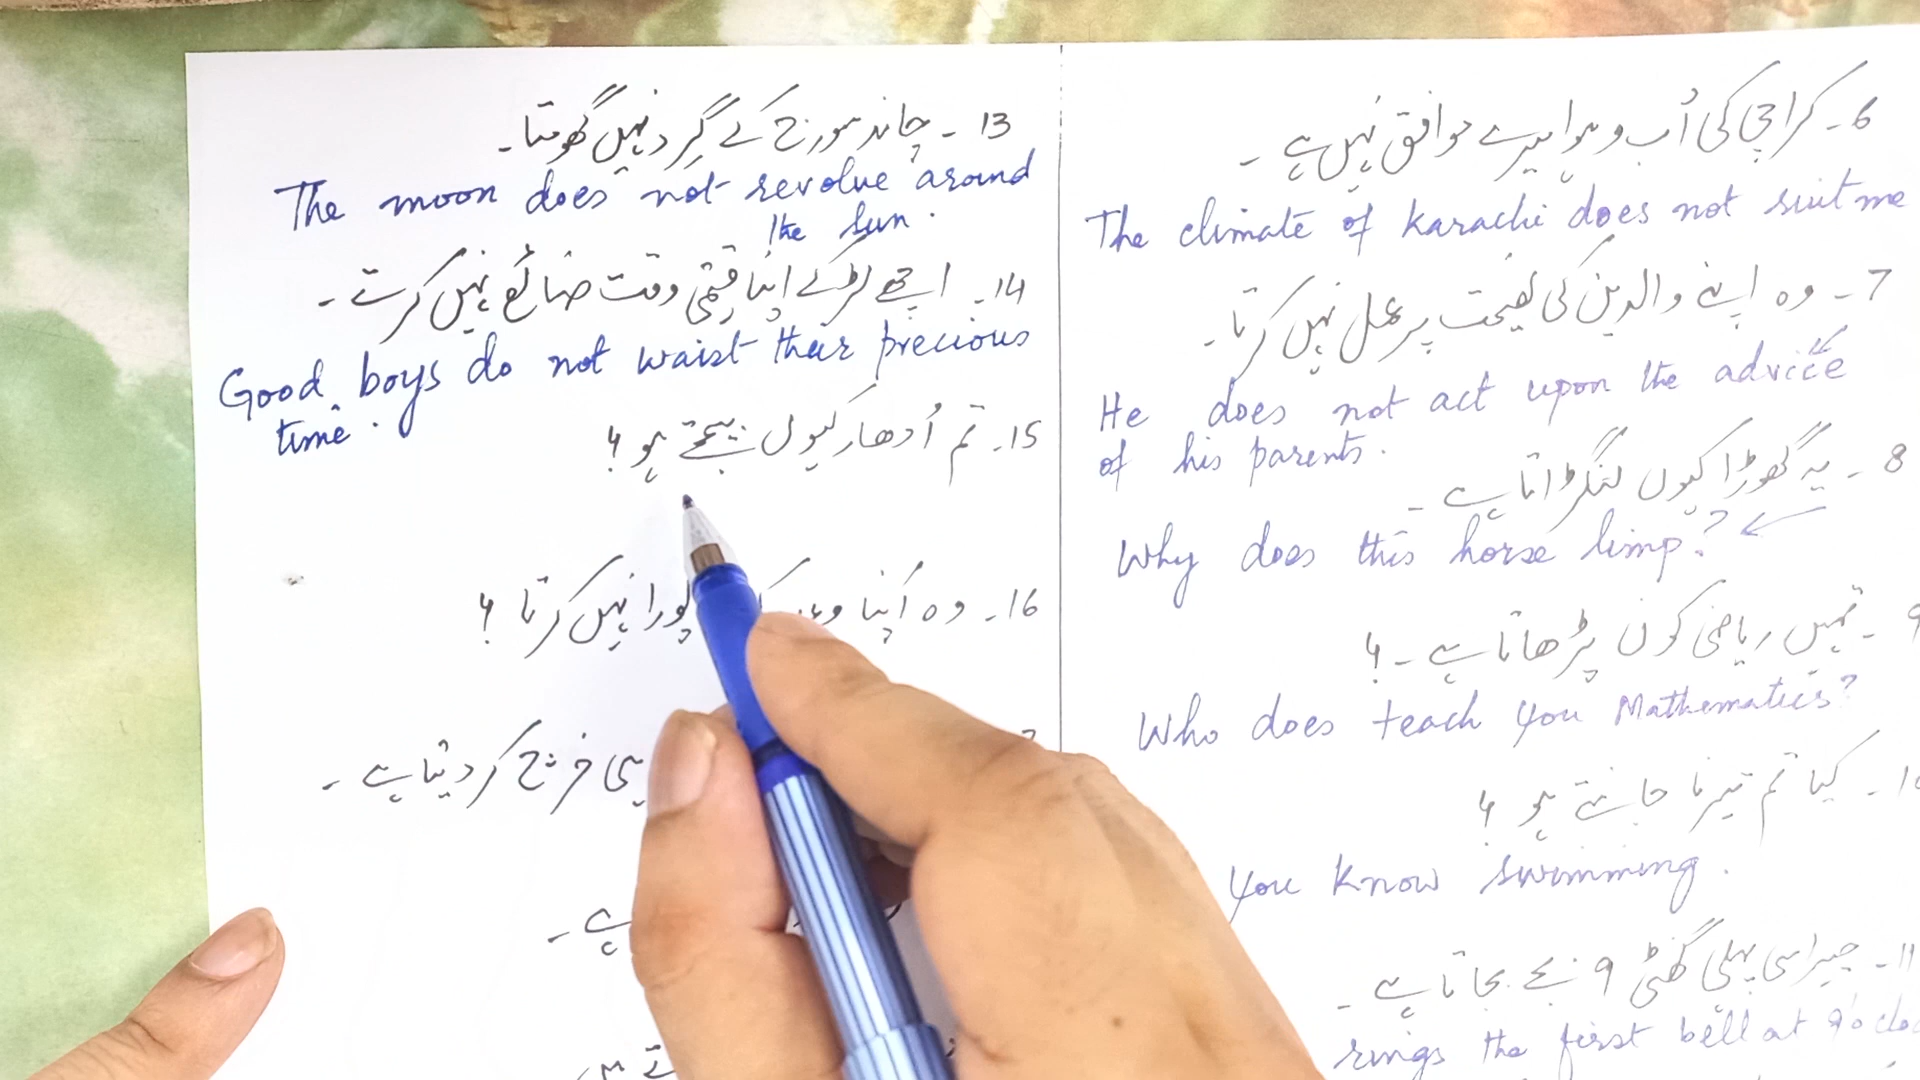 13 ۔ چاند سورج کے گِرد نہیں گھومتا ۔
The moon does not revolve around
the sun .
14 ۔ اچھے لڑکے اپنا قیمتی وقت ضائع نہیں کرتے ۔
Good boys do not waist their precious
time .
15 ۔ تم اُدھار کیوں بیچتے ہو ؟
16 ۔ وہ اپنا پورا نہیں کرتا ؟
ہی خرچ کر دیتا ہے ۔
ہے ۔
6 ۔ کراچی کی آب و ہوا میرے موافق نہیں ہے ۔
The climate of Karachi does not suit me
7 ۔ وہ اپنے والدین کی نصیحت پر عمل نہیں کرتا ۔
He does not act upon the advice
of his parents .
8 ۔ یہ گھوڑا کیوں لنگڑاتا ہے ۔
Why does this horse limp ?
9 ۔ تمہیں ریاضی کون پڑھاتا ہے ۔ ؟
Who does teach you Mathematics ?
۔ کیا تم تیرنا جانتے ہو ؟
You know swimming .
11 ۔ چپراسی پہلی گھنٹی 9 بجے بجاتا ہے ۔
rings the first bell at 9 o'cloc